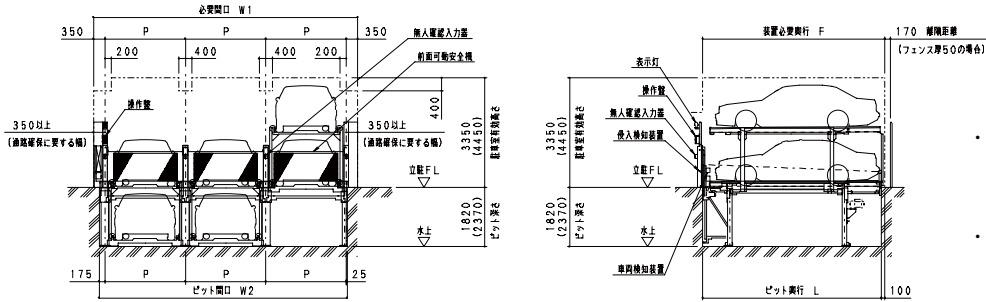 必要間口 W1
350 P P P 350
200 400 400 200
無人確認入力器
前面可動安全柵
操作盤
400
350以上
(通路確保に要する幅)
350以上
(通路確保に要する幅)
3350
(4450)
駐車室有効高さ
立駐FL
1820
(2370)
ピット深さ
水上
175 P P P 25
ピット間口 W2
装置必要奥行 F
170 離隔距離
(フェンス厚50の場合)
表示灯
操作盤
無人確認入力器
侵入検知装置
3350
(4450)
駐車室有効高さ
立駐FL
1820
(2370)
ピット深さ
水上
車両検知装置
ピット奥行 L
100